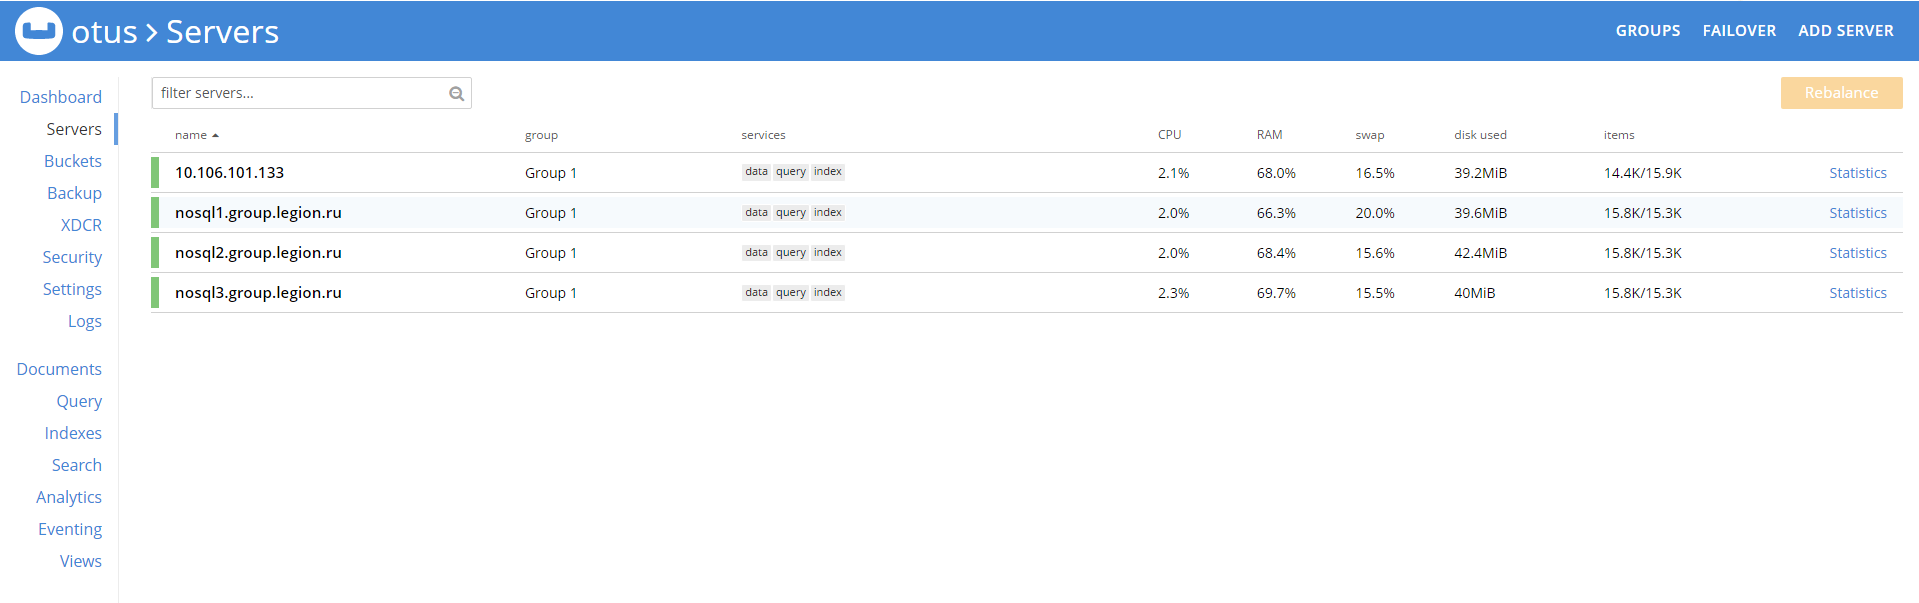 otus > Servers GROUPS FAILOVER ADD SERVER
filter servers... Rebalance
Dashboard
Servers
Buckets
Backup
XDCR
Security
Settings
Logs
Documents
Query
Indexes
Search
Analytics
Eventing
Views
name group services CPU RAM swap disk used items
10.106.101.133 Group 1 data query index 2.1% 68.0% 16.5% 39.2MiB 14.4K/15.9K Statistics
nosql1.group.legion.ru Group 1 data query index 2.0% 66.3% 20.0% 39.6MiB 15.8K/15.3K Statistics
nosql2.group.legion.ru Group 1 data query index 2.0% 68.4% 15.6% 42.4MiB 15.8K/15.3K Statistics
nosql3.group.legion.ru Group 1 data query index 2.3% 69.7% 15.5% 40MiB 15.8K/15.3K Statistics